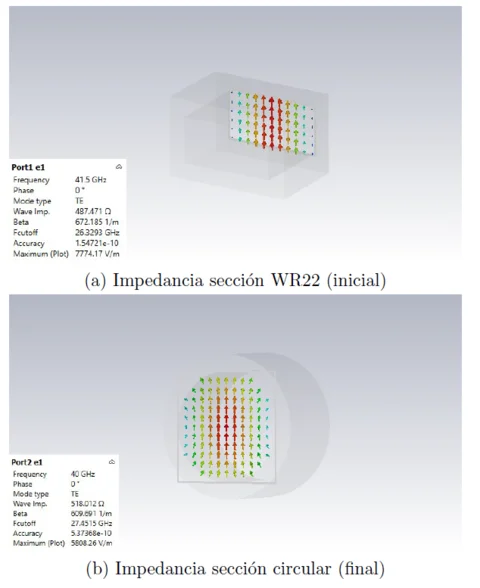 Port1 e1
Frequency 41.5 GHz
Phase 0 °
Mode type TE
Wave Imp. 487.471 Ω
Beta 672.185 1/m
Fcutoff 26.3293 GHz
Accuracy 1.54721e-10
Maximum (Plot) 7774.17 V/m
(a) Impedancia sección WR22 (inicial)
Port2 e1
Frequency 40 GHz
Phase 0 °
Mode type TE
Wave Imp. 518.012 Ω
Beta 609.691 1/m
Fcutoff 27.4515 GHz
Accuracy 5.37368e-10
Maximum (Plot) 5808.26 V/m
(b) Impedancia sección circular (final)